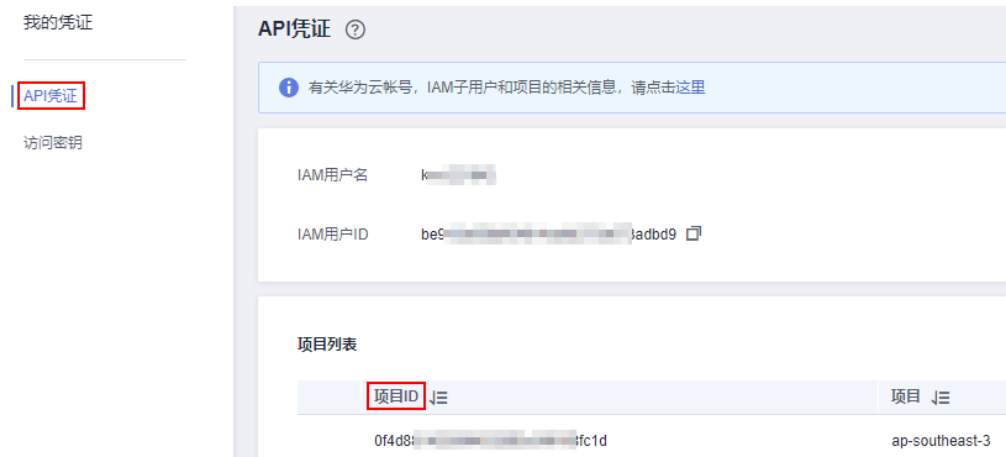 我的凭证
API凭证
访问密钥
API凭证
有关华为云帐号，IAM子用户和项目的相关信息，请点击这里
IAM用户名
IAM用户ID
项目列表
项目ID 项目
ap-southeast-3